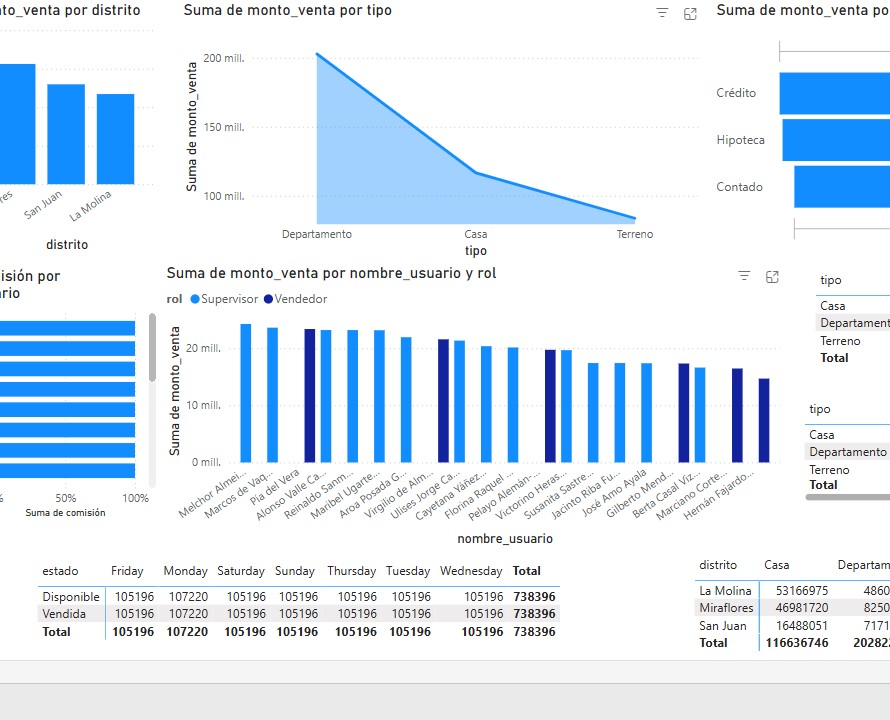 to_venta por distrito
San Juan
La Molina
distrito
Suma de monto_venta por tipo
Suma de monto_venta
200 mill.
150 mill.
100 mill.
Departamento Casa Terreno
tipo
Suma de monto_venta po
Crédito
Hipoteca
Contado
isión por
rio
50% 100%
Suma de comisión
Suma de monto_venta por nombre_usuario y rol
rol Supervisor Vendedor
Suma de monto_venta
20 mill.
10 mill.
0 mill.
Melchor Almei...
Marcos de Vaq...
Pía del Vera
Alonso Valle Ca...
Reinaldo Sanm...
Maribel Ugarte...
Aroa Posada G...
Virgilio de Alm...
Ulises Jorge Ca...
Cayetana Yáñez...
Florina Raquel ...
Pelayo Alemán-...
Victorino Heras...
Susanita Sastre...
Jacinto Riba Fu...
José Amo Ayala
Gilberto Mend...
Berta Casal Viz...
Marciano Corte...
Hernán Fajardo...
nombre_usuario
tipo
Casa
Departament
Terreno
Total
tipo
Casa
Departamento
Terreno
Total
estado Friday Monday Saturday Sunday Thursday Tuesday Wednesday Total
Disponible 105196 107220 105196 105196 105196 105196 105196 738396
Vendida 105196 107220 105196 105196 105196 105196 105196 738396
Total 105196 107220 105196 105196 105196 105196 105196 738396
distrito Casa Departam
La Molina 53166975 4860
Miraflores 46981720 8250
San Juan 16488051 7171
Total 116636746 20282